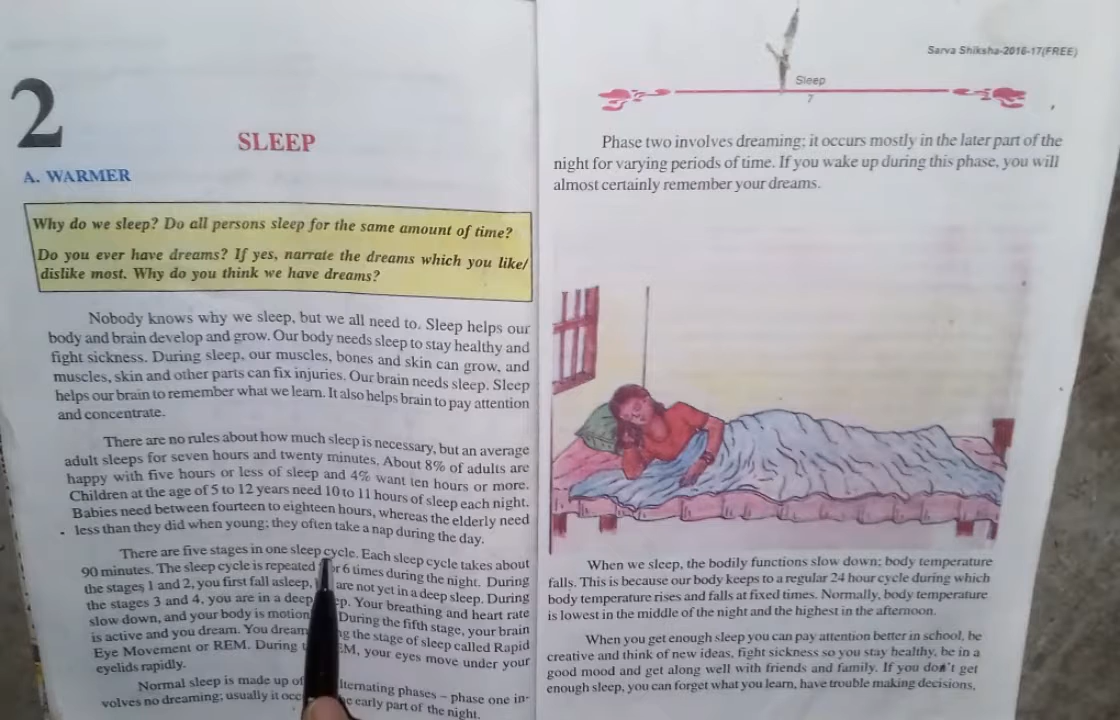 2
SLEEP
A. WARMER
Why do we sleep? Do all persons sleep for the same amount of time?
Do you ever have dreams? If yes, narrate the dreams which you like/
dislike most. Why do you think we have dreams?
Nobody knows why we sleep, but we all need to. Sleep helps our
body and brain develop and grow. Our body needs sleep to stay healthy and
fight sickness. During sleep, our muscles, bones and skin can grow, and
muscles, skin and other parts can fix injuries. Our brain needs sleep. Sleep
helps our brain to remember what we learn. It also helps brain to pay attention
and concentrate.
There are no rules about how much sleep is necessary, but an average
adult sleeps for seven hours and twenty minutes. About 8% of adults are
happy with five hours or less of sleep and 4% want ten hours or more.
Children at the age of 5 to 12 years need 10 to 11 hours of sleep each night.
Babies need between fourteen to eighteen hours, whereas the elderly need
less than they did when young; they often take a nap during the day.
There are five stages in one sleep cycle. Each sleep cycle takes about
90 minutes. The sleep cycle is repeated 6 times during the night. During
the stages 1 and 2, you first fall asleep, are not yet in a deep sleep. During
the stages 3 and 4, you are in a deep Your breathing and heart rate
slow down, and your body is During the fifth stage, your brain
is active and you dream. You the stage of sleep called Rapid
Eye Movement or REM. During your eyes move under your
eyelids rapidly.
Normal sleep is made up of phases – phase one in-
volves no dreaming; usually it early part of the night.
Sarva Shiksha-2016-17(FREE)
Sleep
7
Phase two involves dreaming; it occurs mostly in the later part of the
night for varying periods of time. If you wake up during this phase, you will
almost certainly remember your dreams.
When we sleep, the bodily functions slow down; body temperature
falls. This is because our body keeps to a regular 24 hour cycle during which
body temperature rises and falls at fixed times. Normally, body temperature
is lowest in the middle of the night and the highest in the afternoon.
When you get enough sleep you can pay attention better in school, be
creative and think of new ideas, fight sickness so you stay healthy, be in a
good mood and get along well with friends and family. If you don't get
enough sleep, you can forget what you learn, have trouble making decisions,